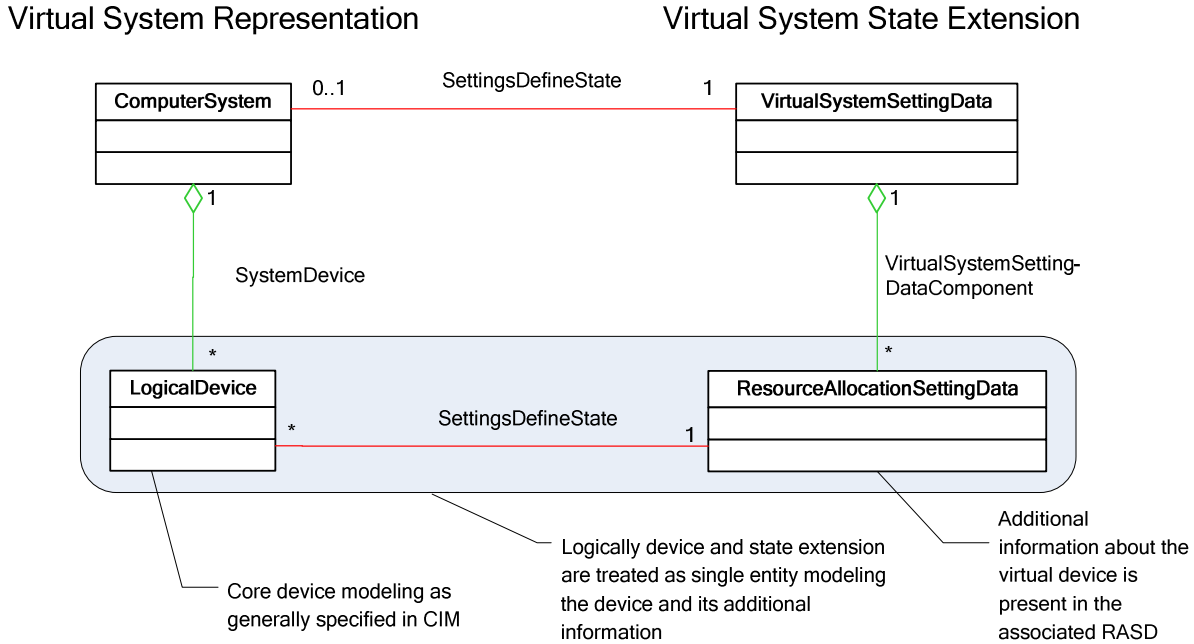 Virtual System Representation
Virtual System State Extension
ComputerSystem
0..1
SettingsDefineState
1
VirtualSystemSettingData
1
1
SystemDevice
VirtualSystemSetting-
DataComponent
*
*
LogicalDevice
ResourceAllocationSettingData
*
SettingsDefineState
1
Core device modeling as
generally specified in CIM
Logically device and state extension
are treated as single entity modeling
the device and its additional
information
Additional
information about the
virtual device is
present in the
associated RASD